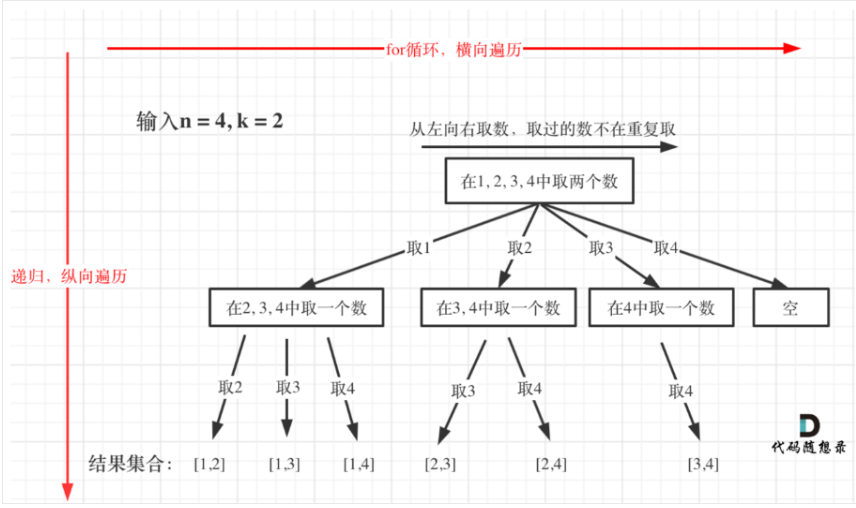 for循环，横向遍历
输入n = 4, k = 2
从左向右取数，取过的数不在重复取
在1, 2, 3, 4中取两个数
取1
取2
取3
取4
递归，纵向遍历
在2, 3, 4中取一个数
在3, 4中取一个数
在4中取一个数
空
取2
取3
取4
取3
取4
取4
代码随想录
结果集合：
[1,2]
[1,3]
[1,4]
[2,3]
[2,4]
[3,4]